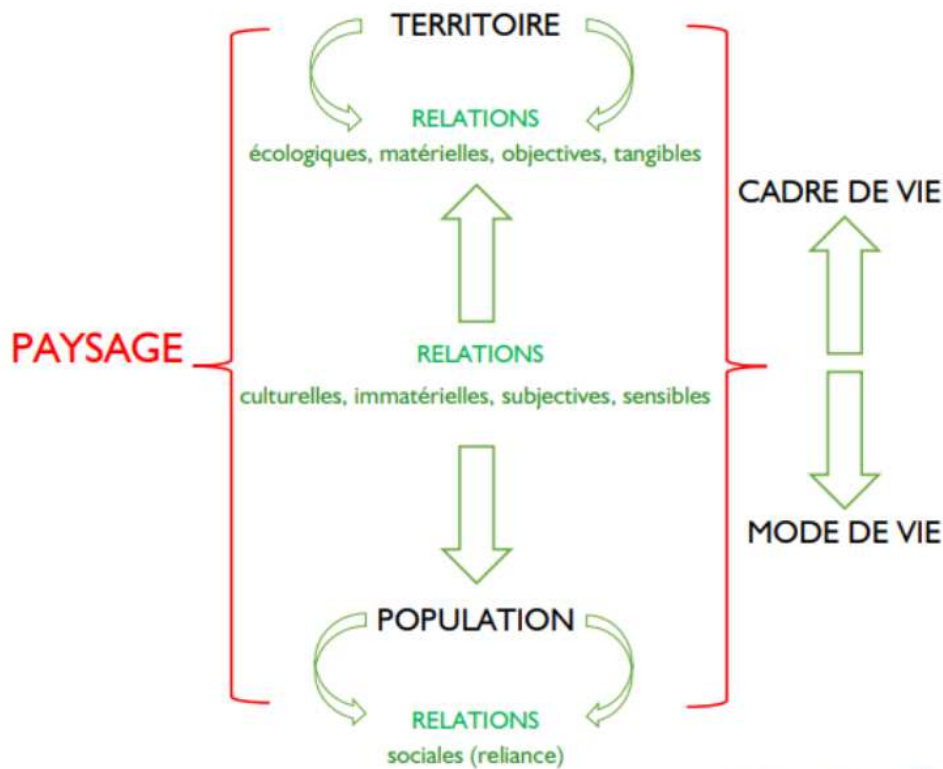 TERRITOIRE
RELATIONS
écologiques, matérielles, objectives, tangibles
CADRE DE VIE
PAYSAGE
RELATIONS
culturelles, immatérielles, subjectives, sensibles
MODE DE VIE
POPULATION
RELATIONS
sociales (reliance)